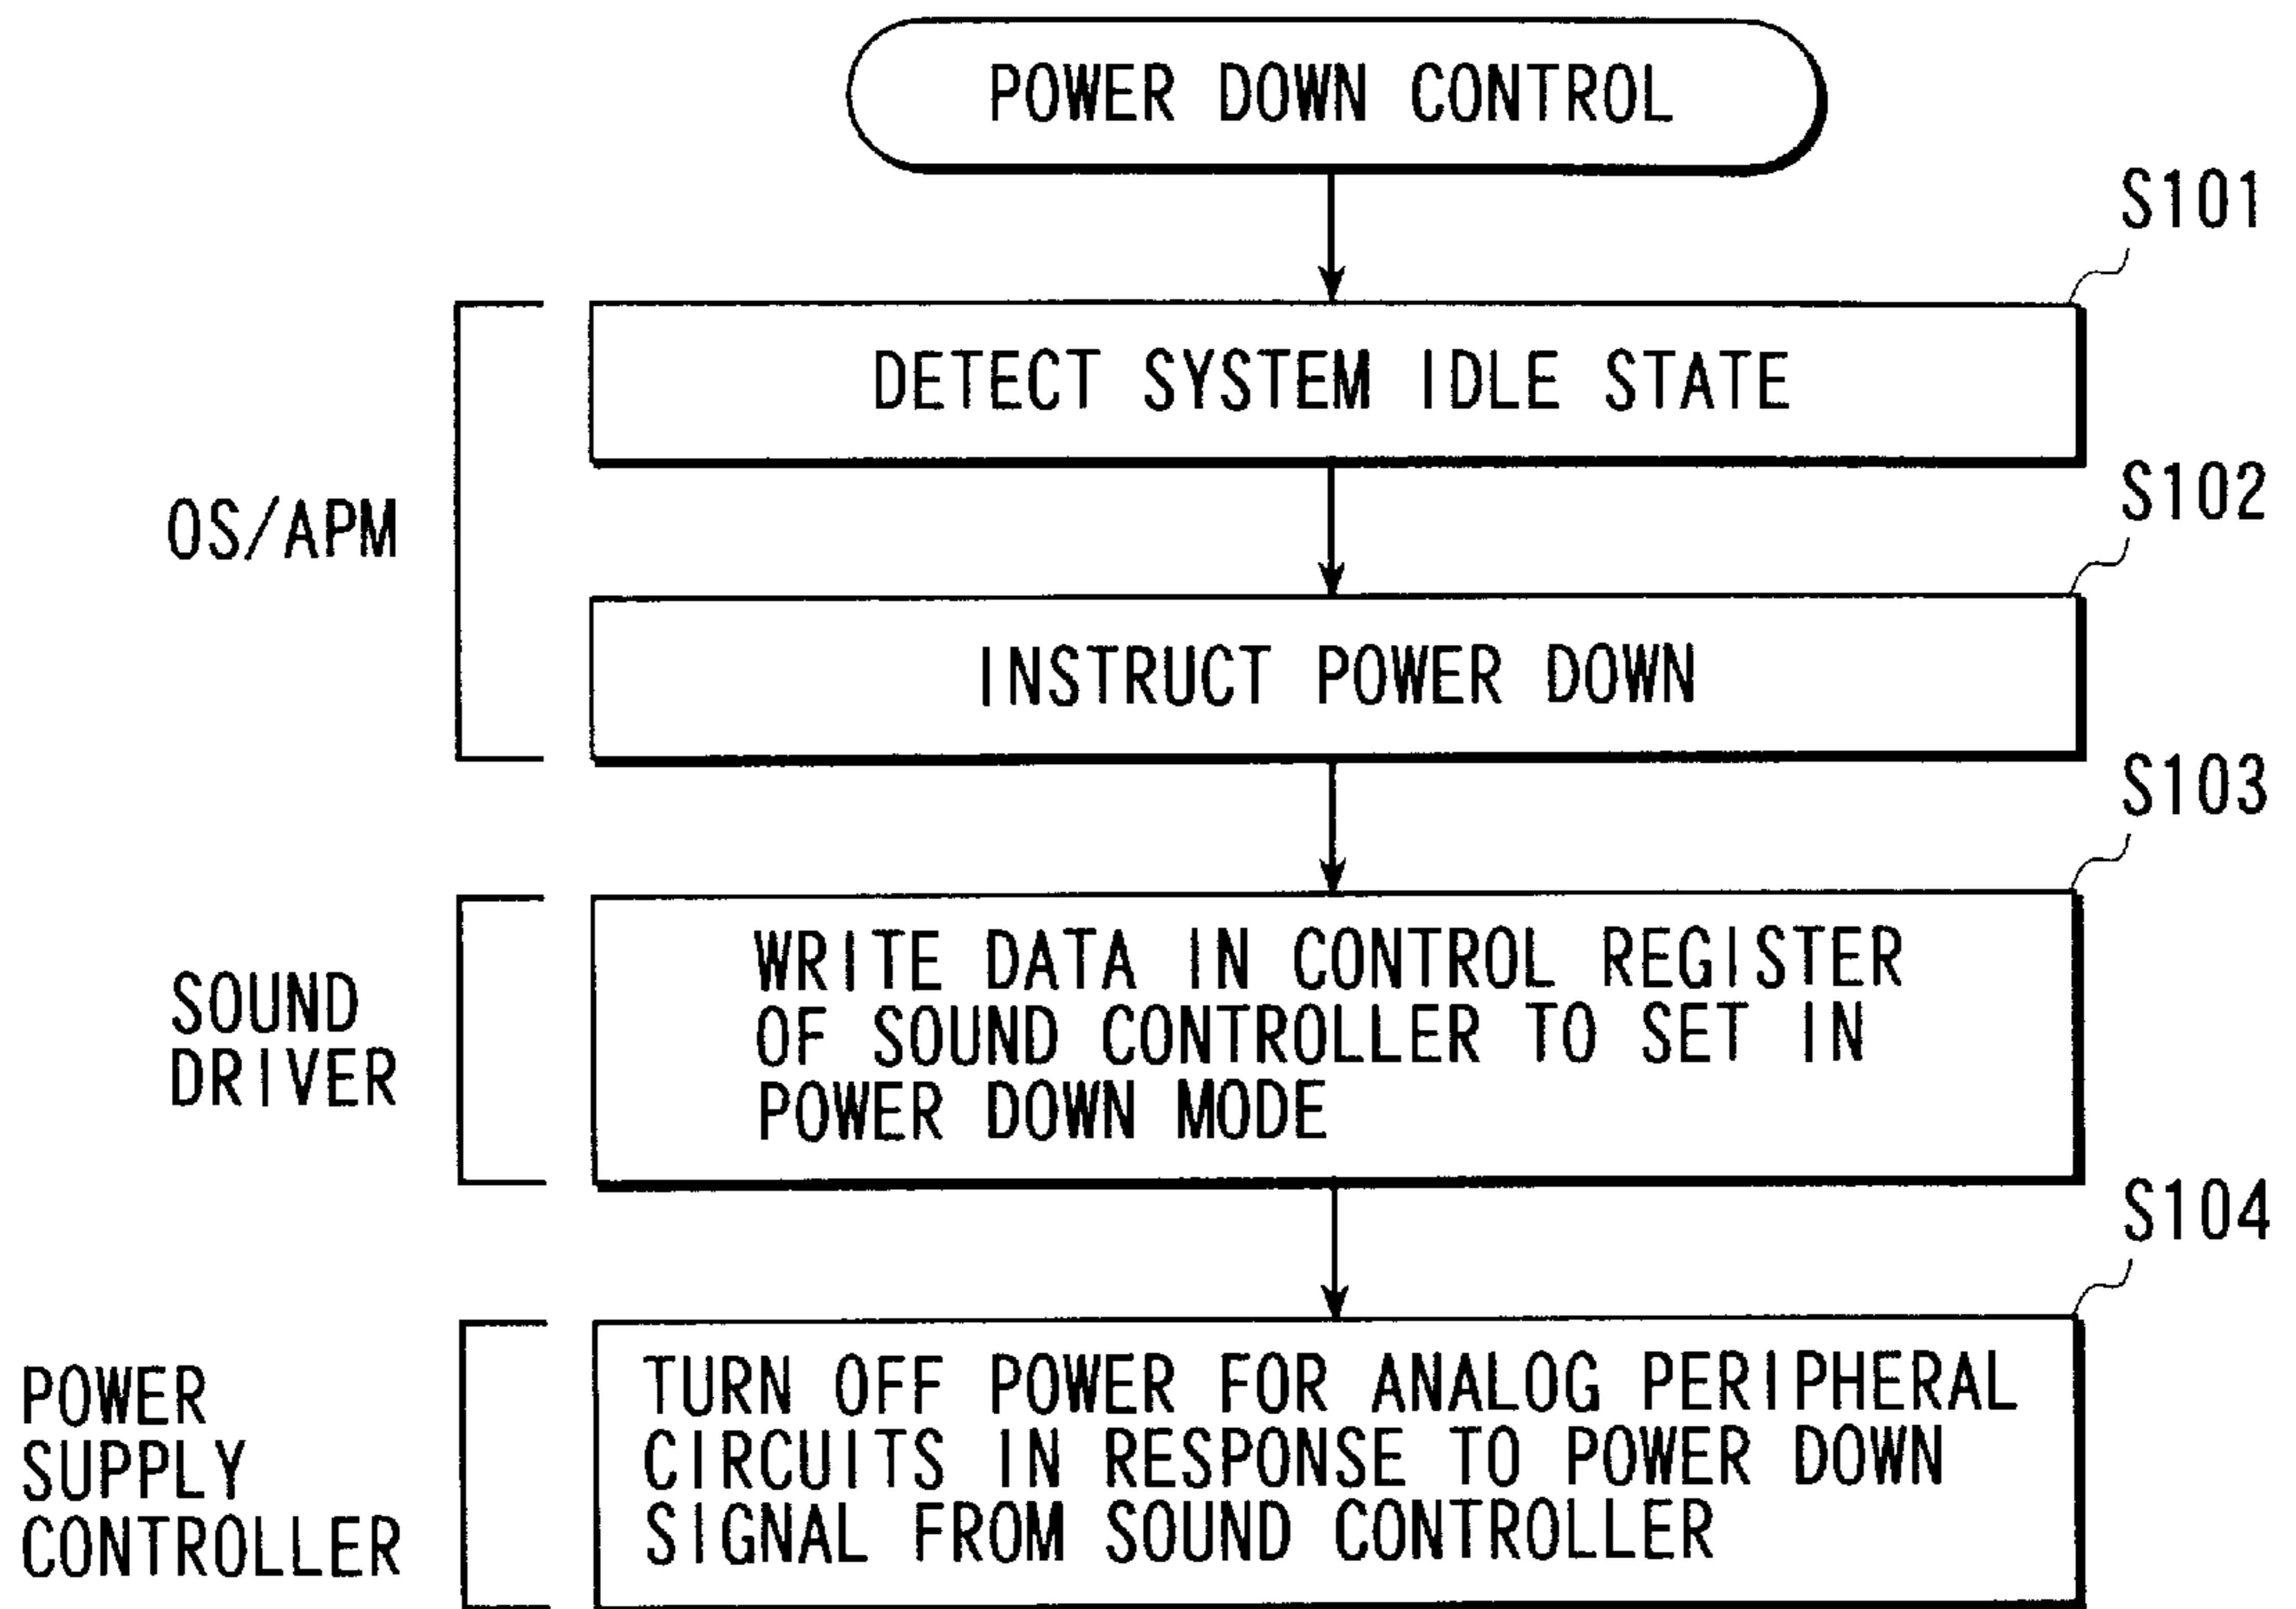 POWER DOWN CONTROL
S101
DETECT SYSTEM IDLE STATE
OS/APM
S102
INSTRUCT POWER DOWN
S103
SOUND
DRIVER
WRITE DATA IN CONTROL REGISTER
OF SOUND CONTROLLER TO SET IN
POWER DOWN MODE
S104
POWER
SUPPLY
CONTROLLER
TURN OFF POWER FOR ANALOG PERIPHERAL
CIRCUITS IN RESPONSE TO POWER DOWN
SIGNAL FROM SOUND CONTROLLER